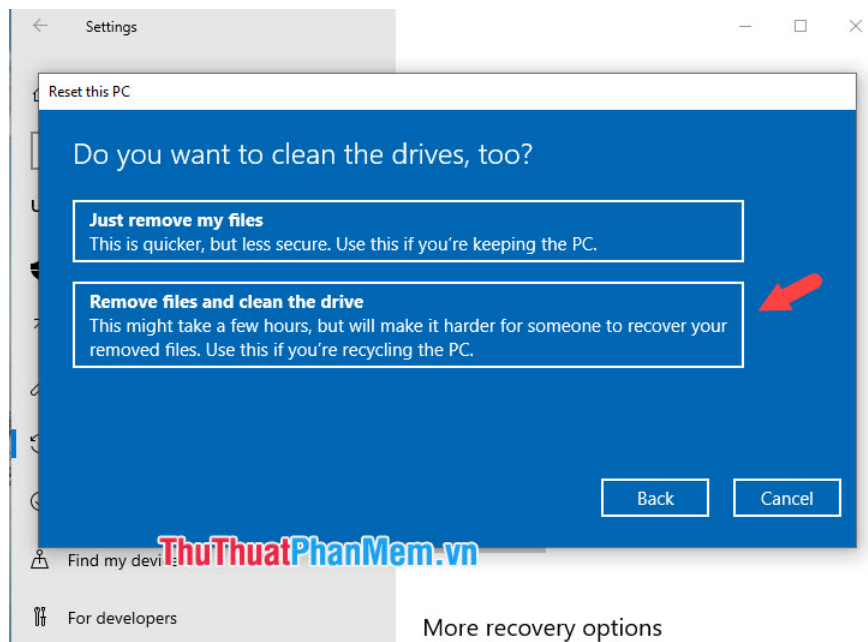 Settings
Reset this PC
Do you want to clean the drives, too?
Just remove my files
This is quicker, but less secure. Use this if you're keeping the PC.
Remove files and clean the drive
This might take a few hours, but will make it harder for someone to recover your
removed files. Use this if you're recycling the PC.
Back
Cancel
ThuThuatPhanMem.vn
Find my devi
For developers
More recovery options